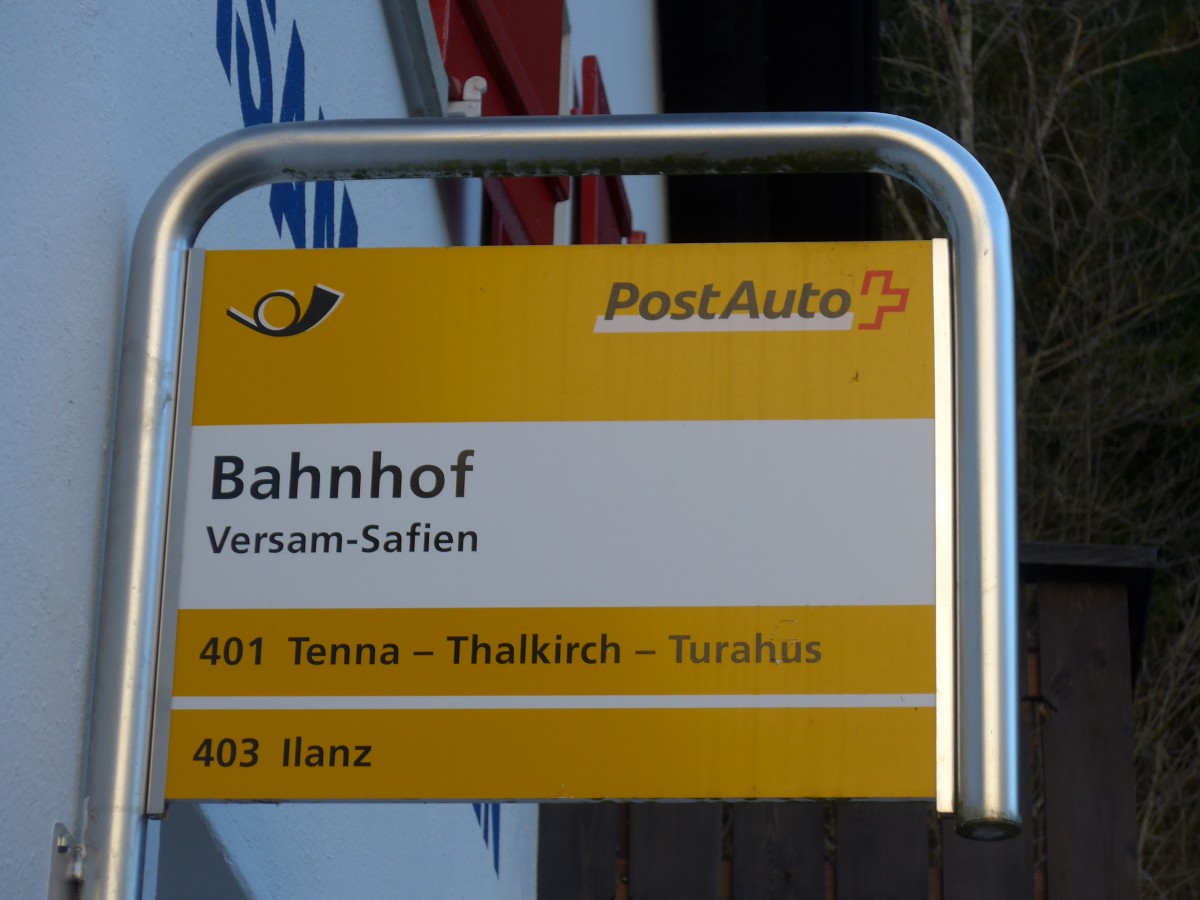 PostAuto
Bahnhof
Versam-Safien
401 Tenna – Thalkirch – Turahus
403 Ilanz